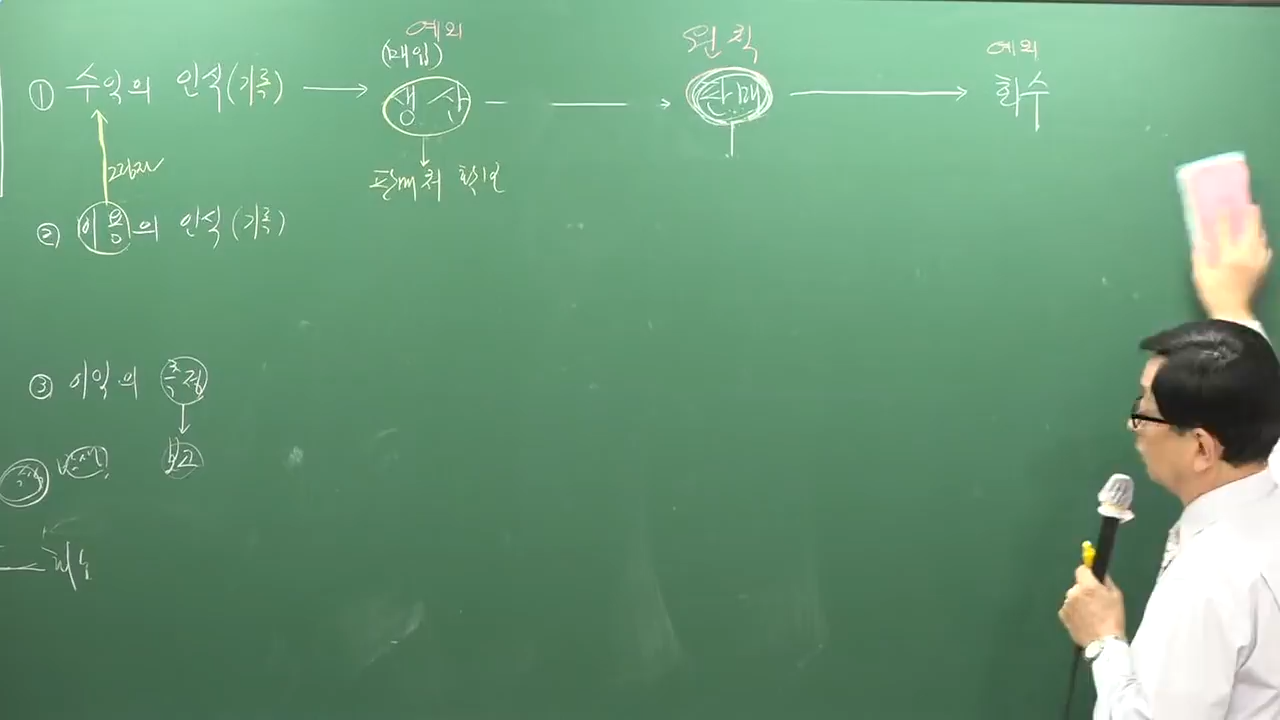 예외
(매입)
원칙
예외
① 수익의 인식(기록) → 생산 → 판매 → 회수
판매처 확인
② 비용의 인식(기록)
③ 이익의 측정
보고